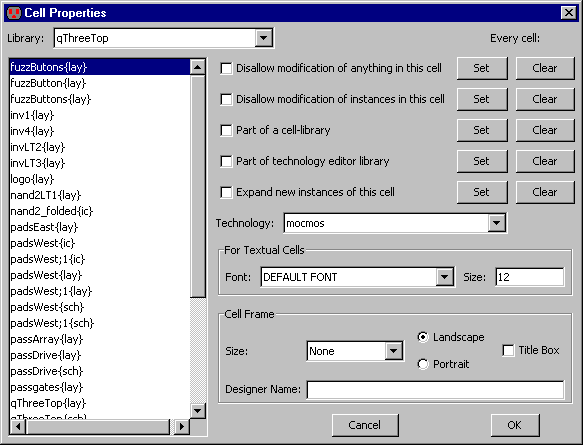 Cell Properties
Library: qThreeTop
Every cell:
fuzzButons{lay}
fuzzButton{lay}
fuzzButtons{lay}
inv1{lay}
inv4{lay}
invLT2{lay}
invLT3{lay}
logo{lay}
nand2LT1{lay}
nand2_folded{ic}
padsEast{lay}
padsWest{ic}
padsWest;1{ic}
padsWest{lay}
padsWest;1{lay}
padsWest{sch}
padsWest;1{sch}
passArray{lay}
passDrive{lay}
passDrive{sch}
passgates{lay}
qThreeTop{lay}
qThreeTop{sch}
Disallow modification of anything in this cell Set Clear
Disallow modification of instances in this cell Set Clear
Part of a cell-library Set Clear
Part of technology editor library Set Clear
Expand new instances of this cell Set Clear
Technology: mocmos
For Textual Cells
Font: DEFAULT FONT Size: 12
Cell Frame
Size: None Landscape Portrait Title Box
Designer Name:
Cancel OK